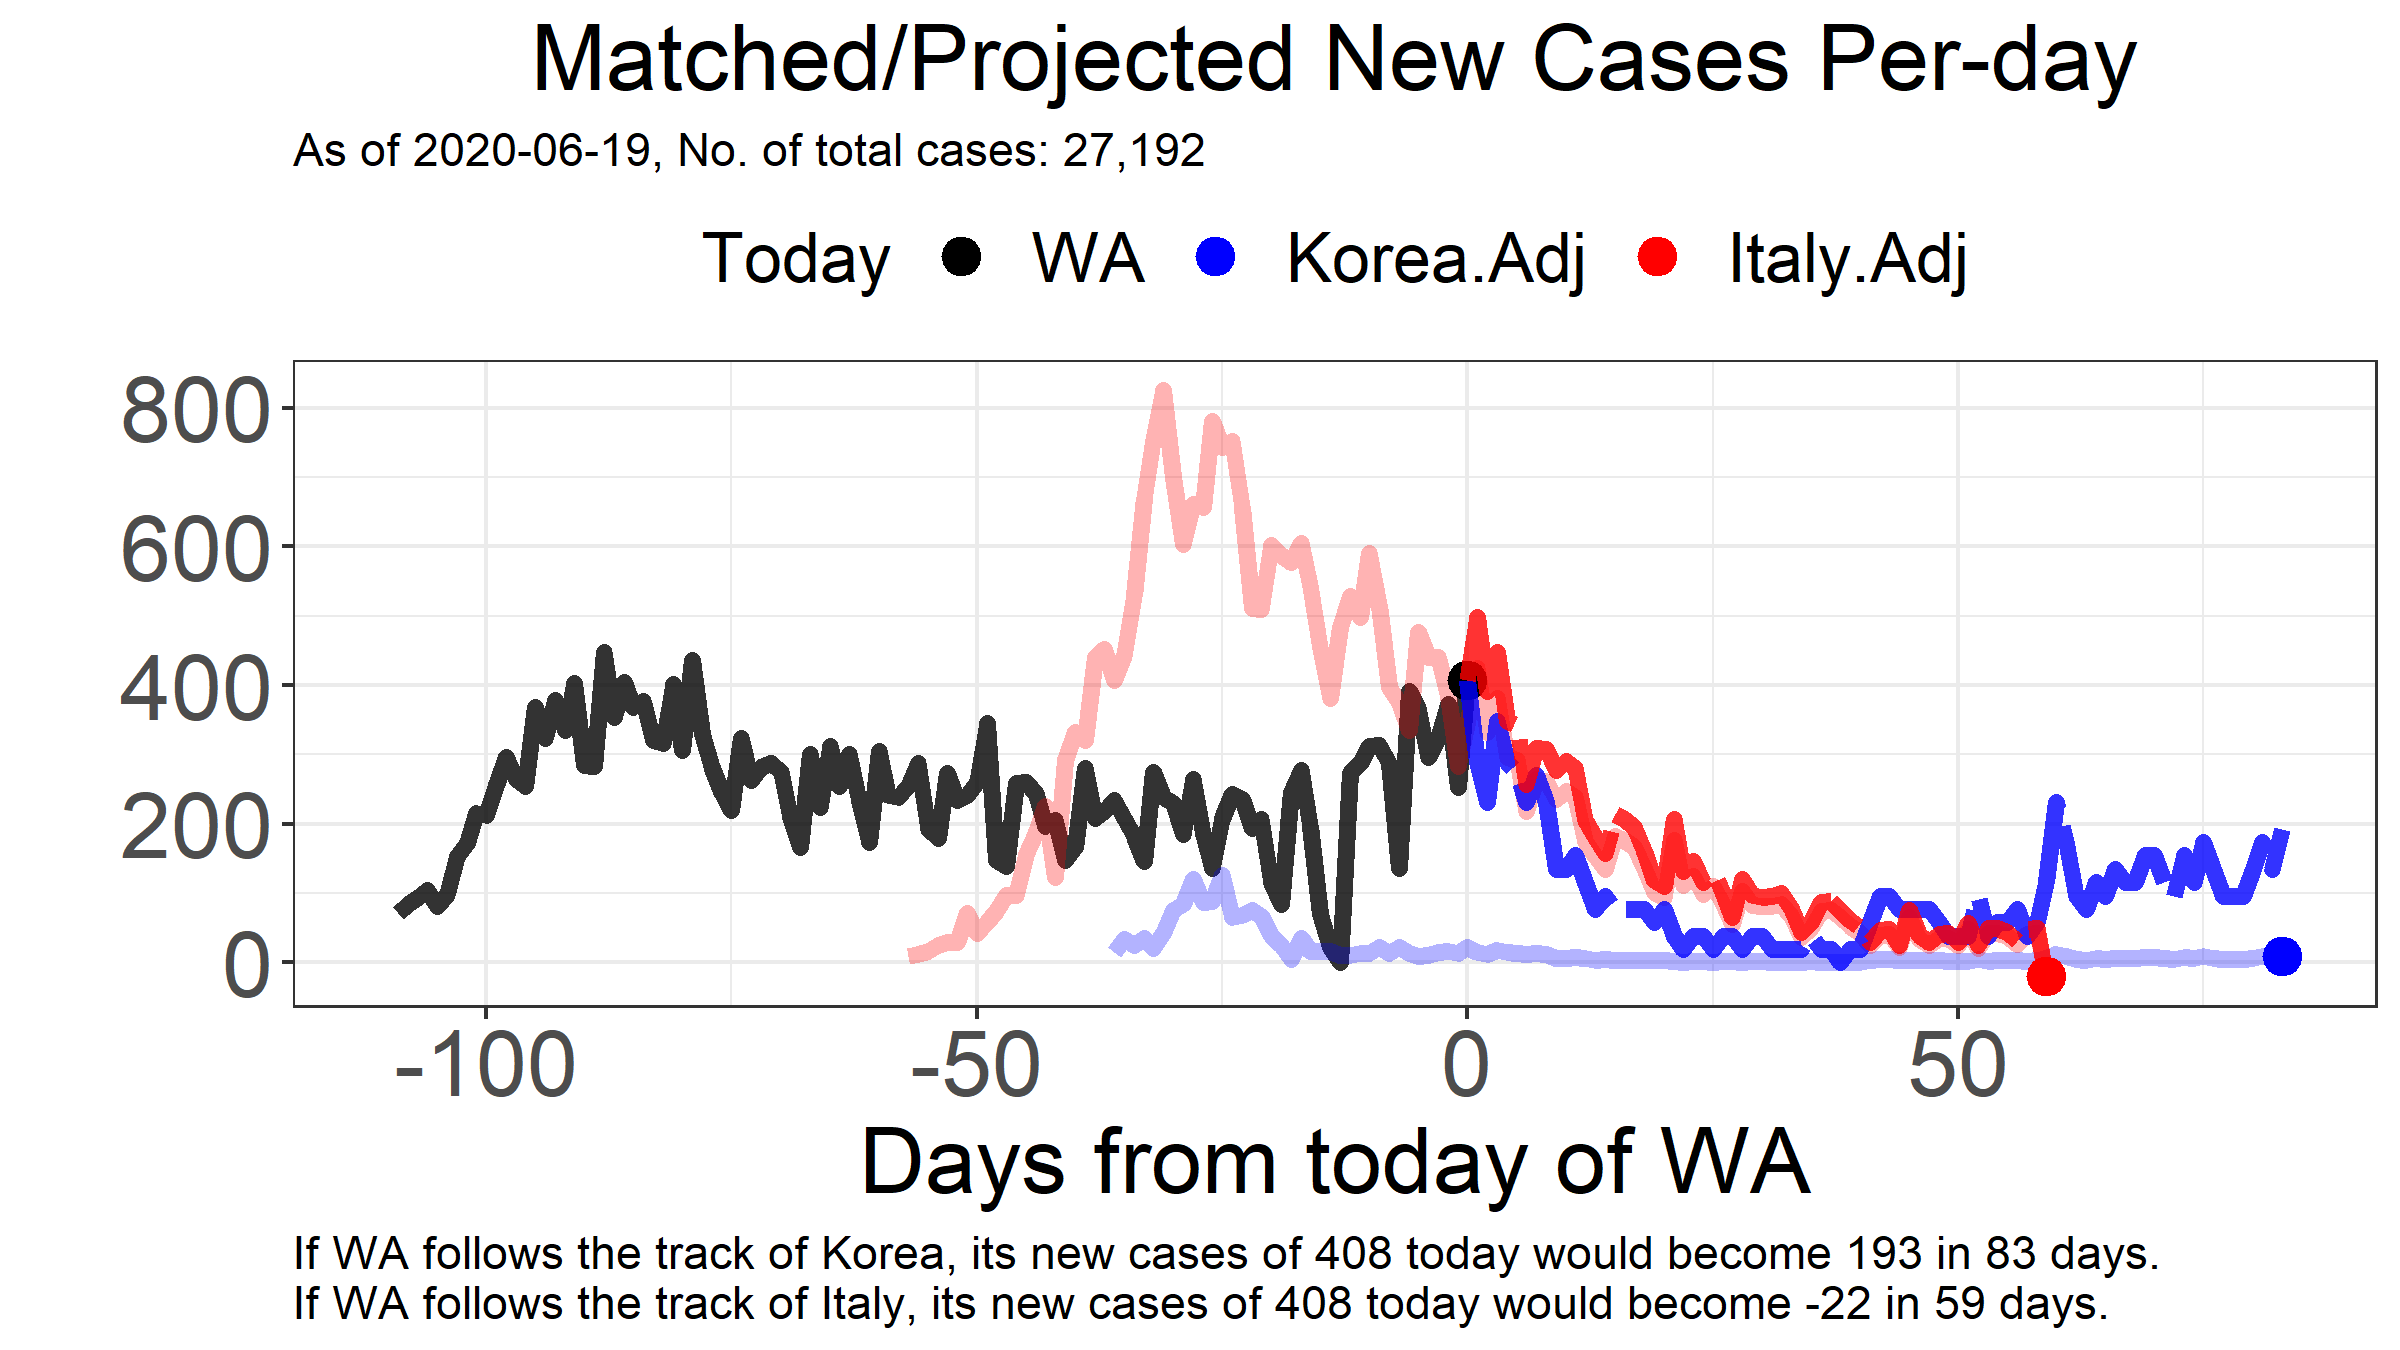 Matched/Projected New Cases Per-day
As of 2020-06-19, No. of total cases: 27,192
Today WA Korea.Adj Italy.Adj
800
600
400
200
0
-100 -50 0 50
Days from today of WA
If WA follows the track of Korea, its new cases of 408 today would become 193 in 83 days.
If WA follows the track of Italy, its new cases of 408 today would become -22 in 59 days.